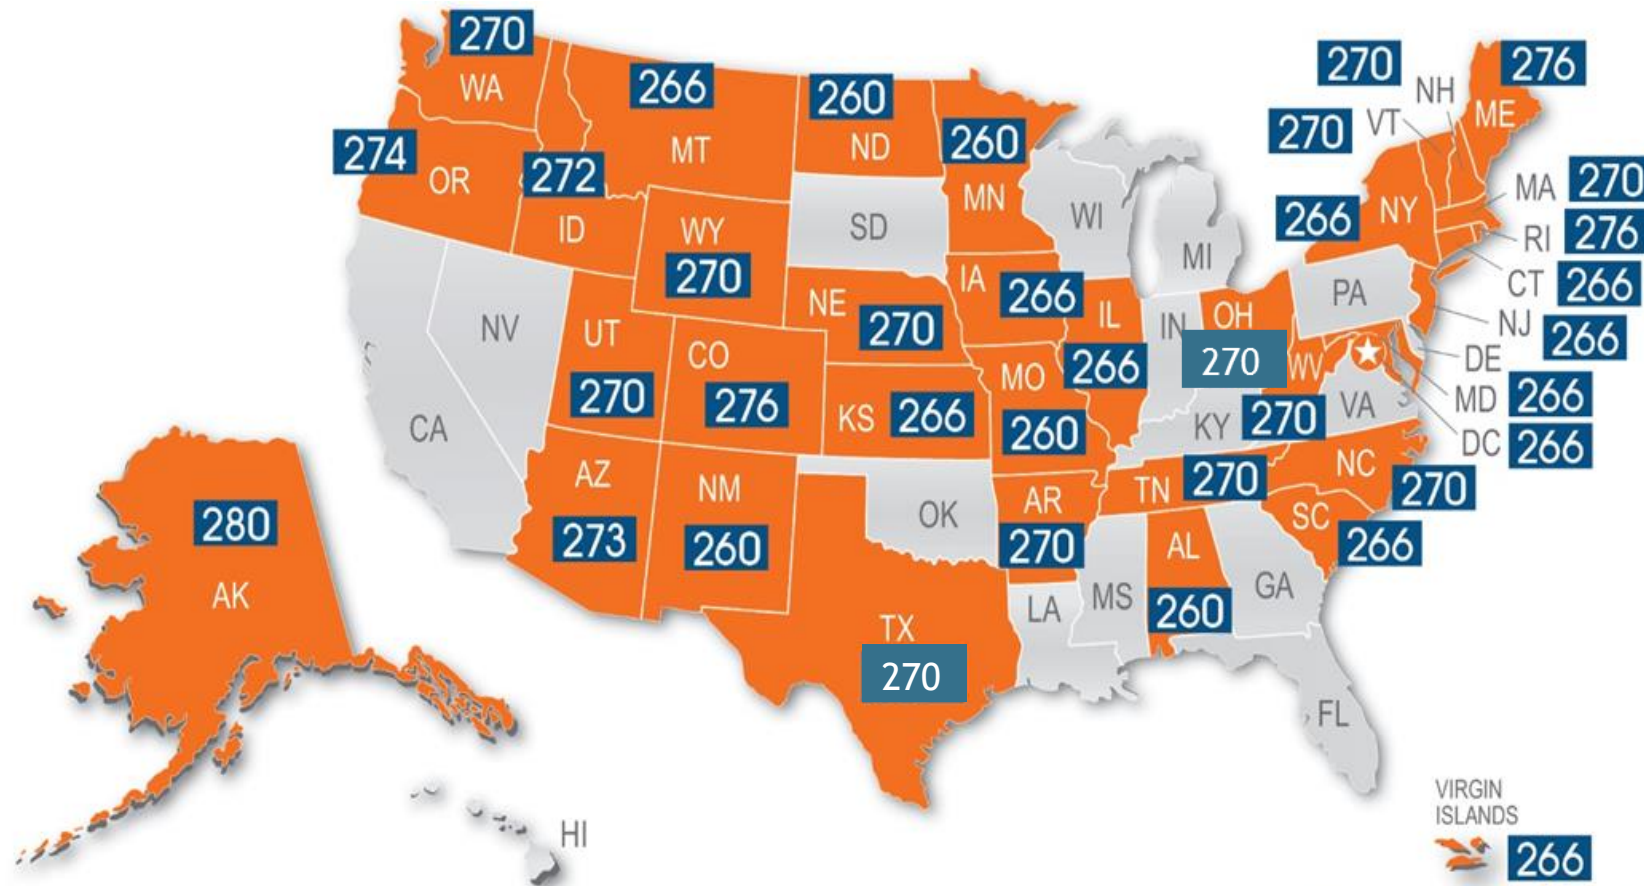 270
WA
266
MT
260
ND
260
MN
274
OR
272
ID
WY
270
SD
WI
MI
270
NH
276
ME
270
VT
MA
270
266
NY
RI
276
CT
266
NJ
266
PA
DE
MD
266
DC
266
NV
UT
270
CO
276
NE
270
IA
266
IL
266
IN
OH
270
WV
VA
KY
270
CA
KS
266
MO
260
AZ
273
NM
260
OK
AR
270
TN
270
NC
270
SC
266
AL
260
GA
MS
LA
TX
270
FL
280
AK
HI
VIRGIN
ISLANDS
266